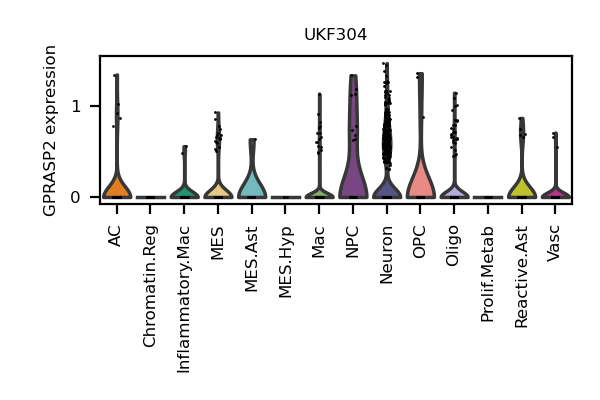 UKF304
GPRASP2 expression
1
0
AC
Chromatin.Reg
Inflammatory.Mac
MES
MES.Ast
MES.Hyp
Mac
NPC
Neuron
OPC
Oligo
Prolif.Metab
Reactive.Ast
Vasc